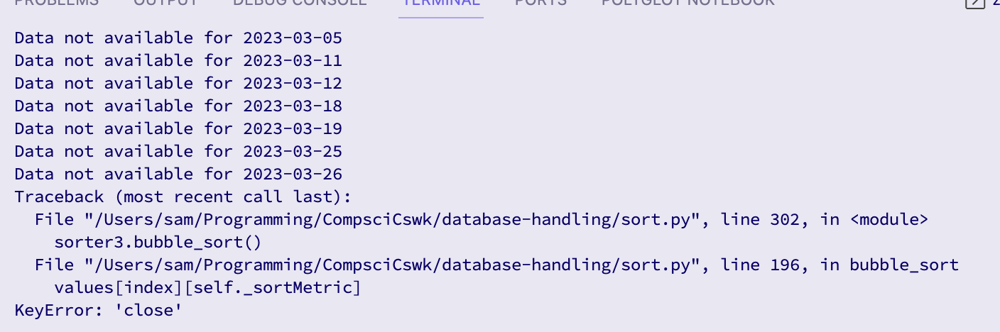 PROBLEMS OUTPUT DEBUG CONSOLE TERMINAL PORTS POLYGLOT NOTEBOOK
Data not available for 2023-03-05
Data not available for 2023-03-11
Data not available for 2023-03-12
Data not available for 2023-03-18
Data not available for 2023-03-19
Data not available for 2023-03-25
Data not available for 2023-03-26
Traceback (most recent call last):
  File "/Users/sam/Programming/CompsciCswk/database-handling/sort.py", line 302, in <module>
    sorter3.bubble_sort()
  File "/Users/sam/Programming/CompsciCswk/database-handling/sort.py", line 196, in bubble_sort
    values[index][self._sortMetric]
KeyError: 'close'